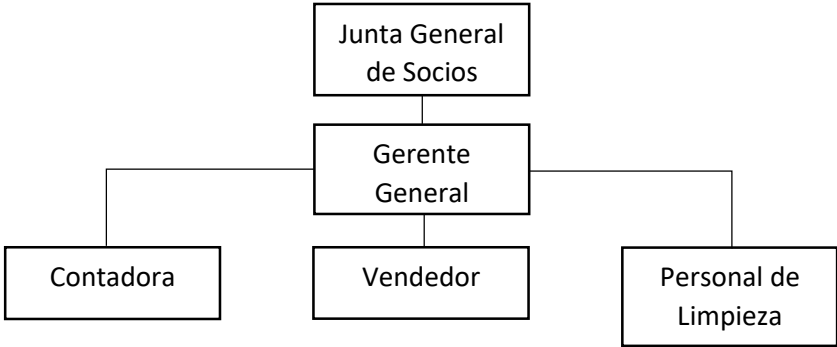 Junta General
de Socios
Gerente
General
Contadora
Vendedor
Personal de
Limpieza